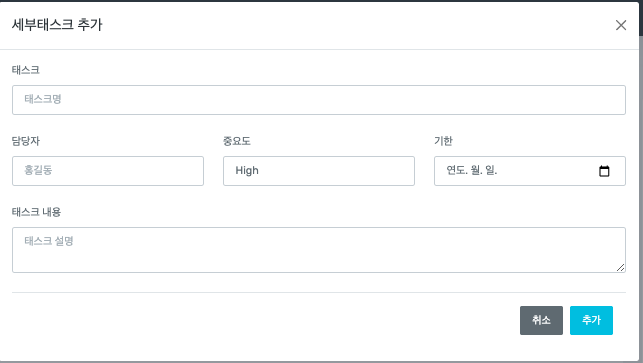 세부태스크 추가
태스크
태스크명
담당자 중요도 기한
홍길동 High 연도. 월. 일.
태스크 내용
태스크 설명
취소 추가